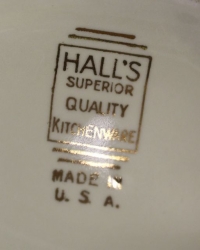 HALL'S
SUPERIOR
QUALITY
KITCHENWARE
MADE IN
U. S. A.